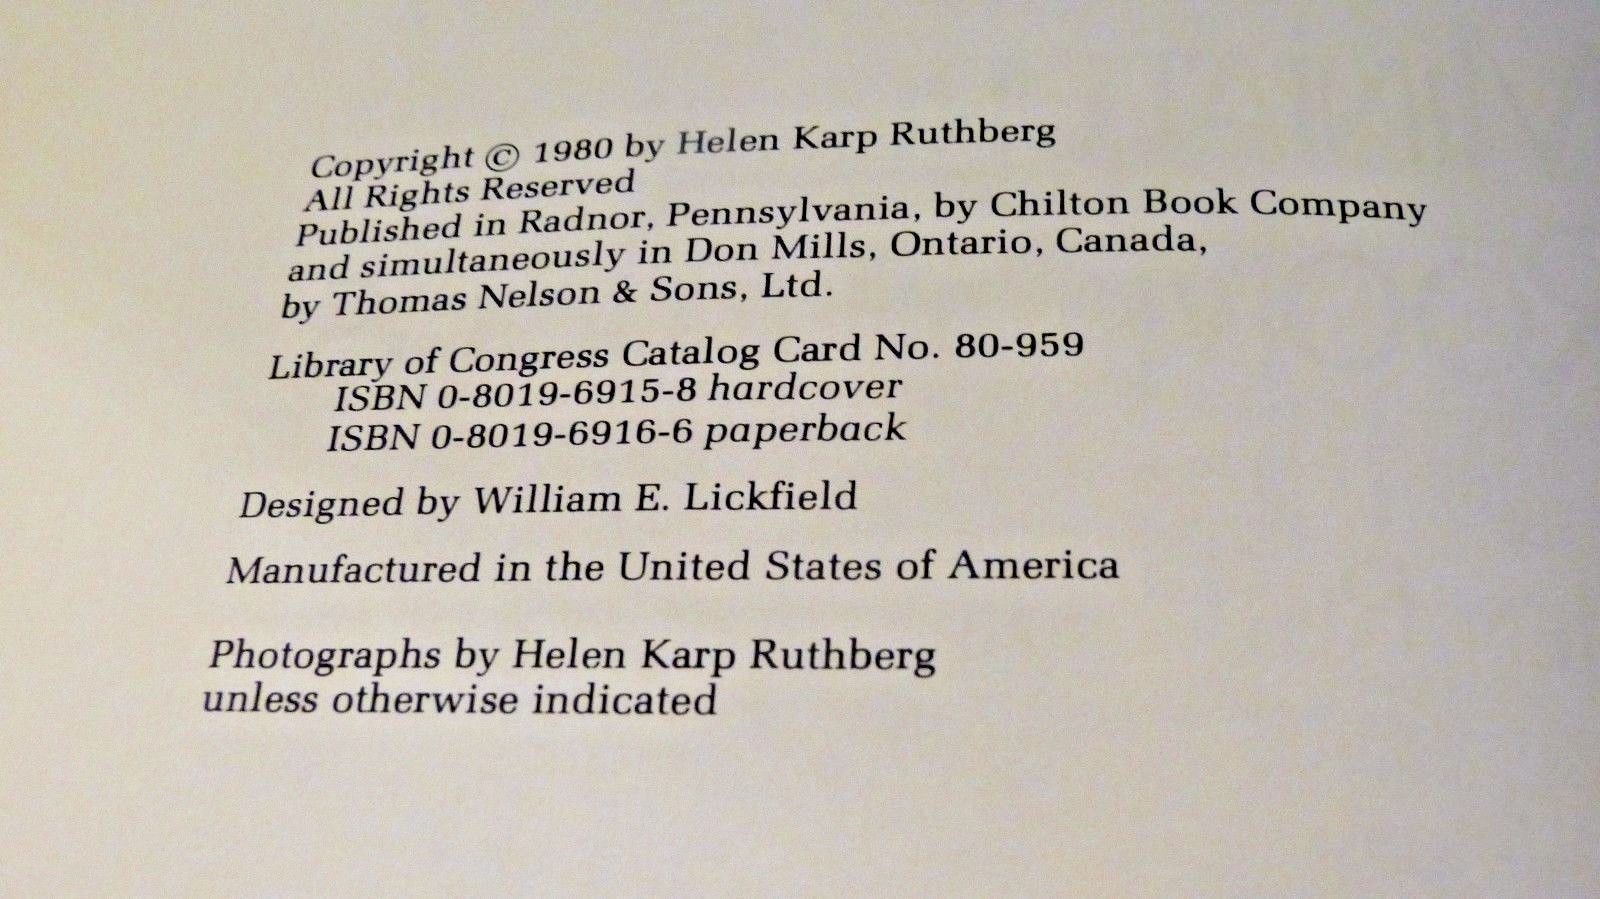 Copyright © 1980 by Helen Karp Ruthberg
All Rights Reserved
Published in Radnor, Pennsylvania, by Chilton Book Company
and simultaneously in Don Mills, Ontario, Canada,
by Thomas Nelson & Sons, Ltd.
Library of Congress Catalog Card No. 80-959
ISBN 0-8019-6915-8 hardcover
ISBN 0-8019-6916-6 paperback
Designed by William E. Lickfield
Manufactured in the United States of America
Photographs by Helen Karp Ruthberg
unless otherwise indicated